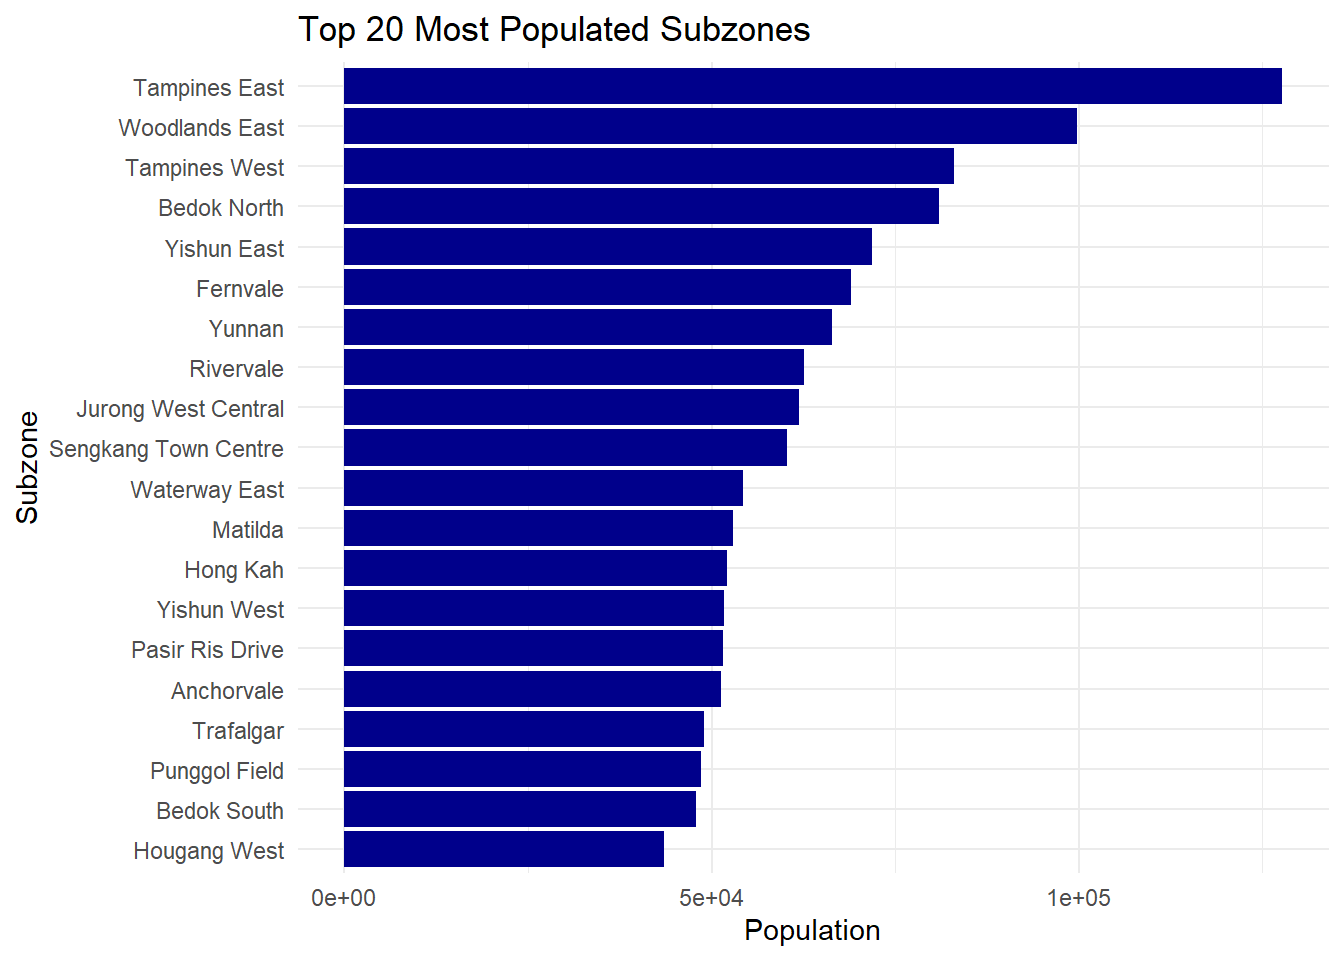 Top 20 Most Populated Subzones
Tampines East
Woodlands East
Tampines West
Bedok North
Yishun East
Fernvale
Yunnan
Rivervale
Jurong West Central
Sengkang Town Centre
Waterway East
Matilda
Hong Kah
Yishun West
Pasir Ris Drive
Anchorvale
Trafalgar
Punggol Field
Bedok South
Hougang West
Subzone
0e+00 5e+04 1e+05
Population